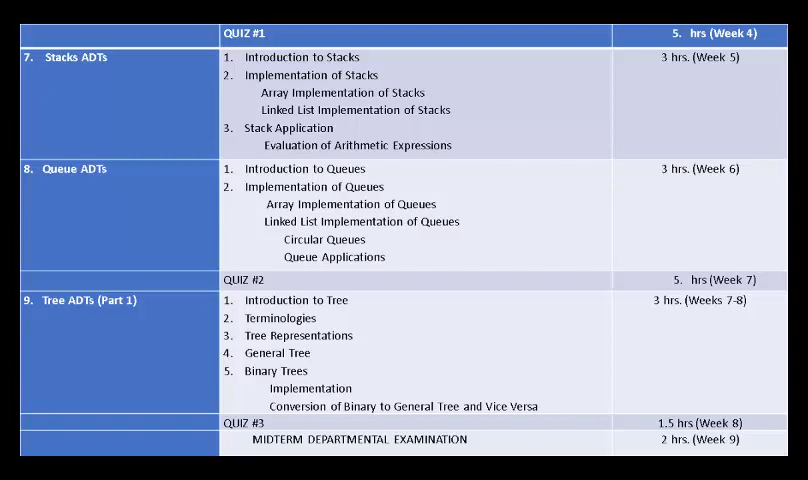 QUIZ #1 5. hrs (Week 4)
7. Stacks ADTs 1. Introduction to Stacks 3 hrs. (Week 5)
2. Implementation of Stacks
Array Implementation of Stacks
Linked List Implementation of Stacks
3. Stack Application
Evaluation of Arithmetic Expressions
8. Queue ADTs 1. Introduction to Queues 3 hrs. (Week 6)
2. Implementation of Queues
Array Implementation of Queues
Linked List Implementation of Queues
Circular Queues
Queue Applications
QUIZ #2 5. hrs (Week 7)
9. Tree ADTs (Part 1) 1. Introduction to Tree 3 hrs. (Weeks 7-8)
2. Terminologies
3. Tree Representations
4. General Tree
5. Binary Trees
Implementation
Conversion of Binary to General Tree and Vice Versa
QUIZ #3 1.5 hrs (Week 8)
MIDTERM DEPARTMENTAL EXAMINATION 2 hrs. (Week 9)